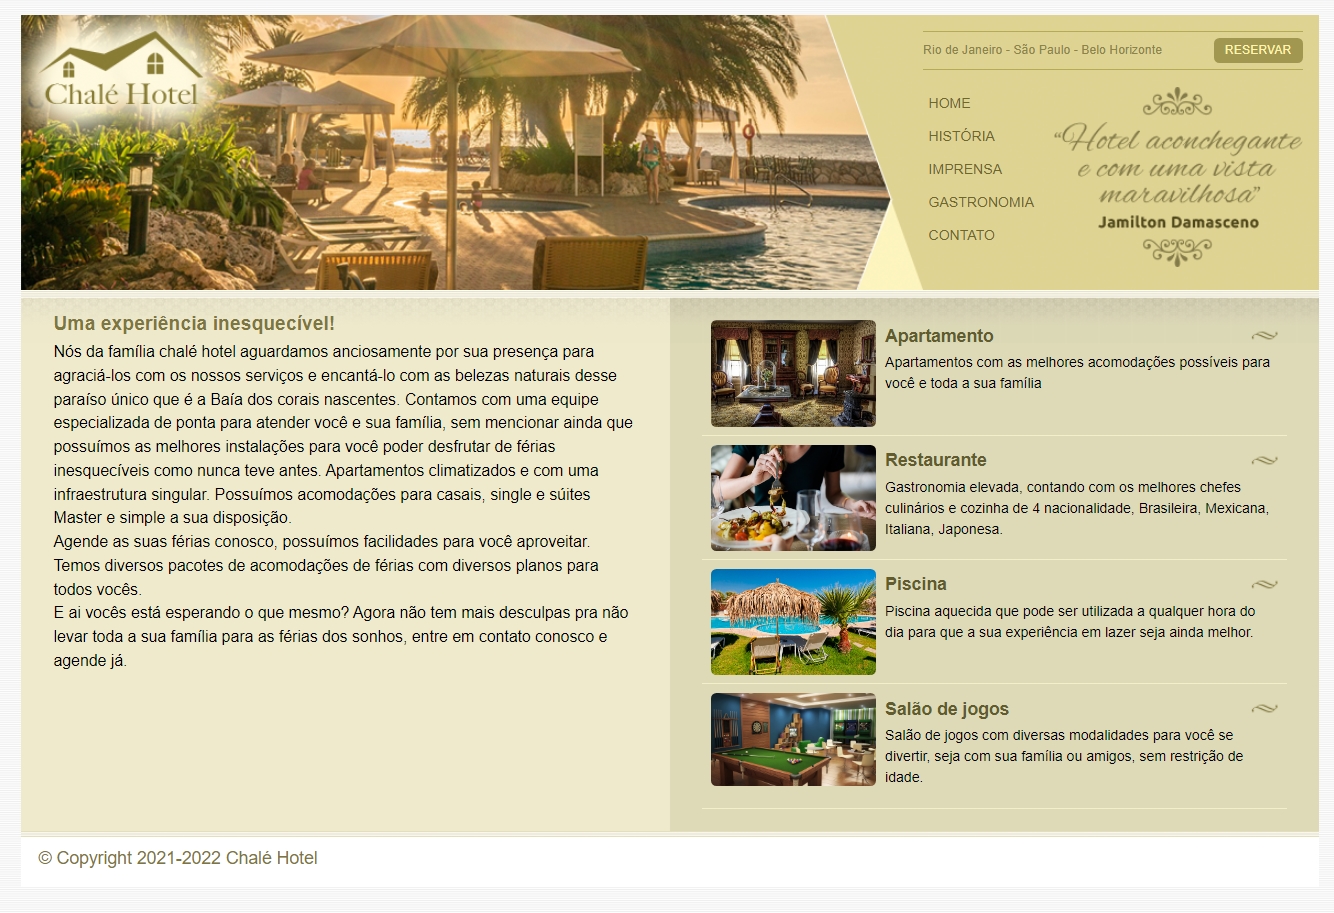 Chalé Hotel
Rio de Janeiro - São Paulo - Belo Horizonte
RESERVAR
HOME
HISTÓRIA
IMPRENSA
GASTRONOMIA
CONTATO
“Hotel aconchegante
e com uma vista
maravilhosa”
Jamilton Damasceno
Uma experiência inesquecível!
Nós da família chalé hotel aguardamos anciosamente por sua presença para
agraciá-los com os nossos serviços e encantá-lo com as belezas naturais desse
paraíso único que é a Baía dos corais nascentes. Contamos com uma equipe
especializada de ponta para atender você e sua família, sem mencionar ainda que
possuímos as melhores instalações para você poder desfrutar de férias
inesquecíveis como nunca teve antes. Apartamentos climatizados e com uma
infraestrutura singular. Possuímos acomodações para casais, single e súites
Master e simple a sua disposição.
Agende as suas férias conosco, possuímos facilidades para você aproveitar.
Temos diversos pacotes de acomodações de férias com diversos planos para
todos vocês.
E ai vocês está esperando o que mesmo? Agora não tem mais desculpas pra não
levar toda a sua família para as férias dos sonhos, entre em contato conosco e
agende já.
Apartamento
Apartamentos com as melhores acomodações possíveis para
você e toda a sua família
Restaurante
Gastronomia elevada, contando com os melhores chefes
culinários e cozinha de 4 nacionalidade, Brasileira, Mexicana,
Italiana, Japonesa.
Piscina
Piscina aquecida que pode ser utilizada a qualquer hora do
dia para que a sua experiência em lazer seja ainda melhor.
Salão de jogos
Salão de jogos com diversas modalidades para você se
divertir, seja com sua família ou amigos, sem restrição de
idade.
© Copyright 2021-2022 Chalé Hotel